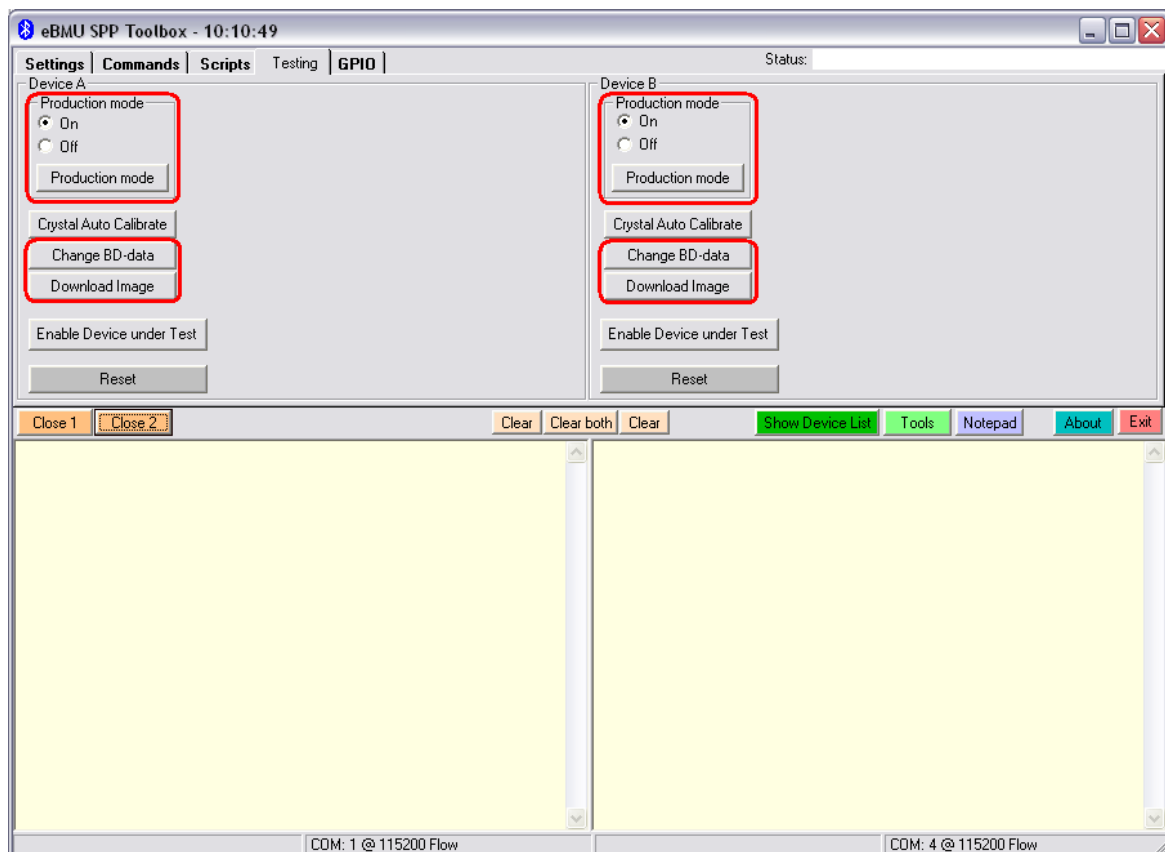 eBMU SPP Toolbox - 10:10:49
Settings Commands Scripts Testing GPIO Status:
Device A
Production mode
On
Off
Production mode
Crystal Auto Calibrate
Change BD-data
Download Image
Enable Device under Test
Reset
Device B
Production mode
On
Off
Production mode
Crystal Auto Calibrate
Change BD-data
Download Image
Enable Device under Test
Reset
Close 1 Close 2 Clear Clear both Clear Show Device List Tools Notepad About Exit
COM: 1 @ 115200 Flow COM: 4 @ 115200 Flow